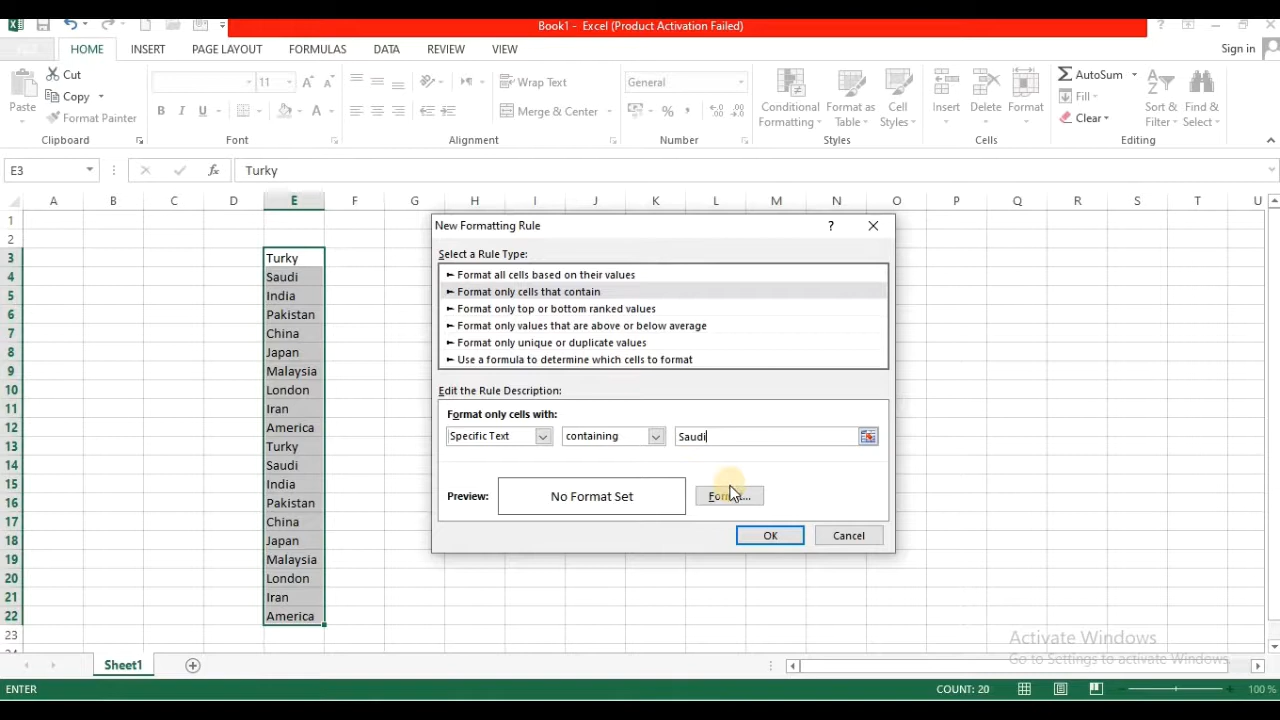 Book1 - Excel (Product Activation Failed)
HOME INSERT PAGE LAYOUT FORMULAS DATA REVIEW VIEW Sign in
Cut
Copy
Format Painter
Paste
Clipboard
11
B I U A
Font
Wrap Text
Merge & Center
Alignment
General
%
Number
Conditional Formatting
Format as Table
Cell Styles
Styles
Insert Delete Format
Cells
AutoSum
Fill
Clear
Sort & Filter
Find & Select
Editing
E3 fx Turky
A B C D E F G H I J K L M N O P Q R S T U
1
2
3 Turky
4 Saudi
5 India
6 Pakistan
7 China
8 Japan
9 Malaysia
10 London
11 Iran
12 America
13 Turky
14 Saudi
15 India
16 Pakistan
17 China
18 Japan
19 Malaysia
20 London
21 Iran
22 America
23
New Formatting Rule ?
Select a Rule Type:
► Format all cells based on their values
► Format only cells that contain
► Format only top or bottom ranked values
► Format only values that are above or below average
► Format only unique or duplicate values
► Use a formula to determine which cells to format
Edit the Rule Description:
Format only cells with:
Specific Text containing Saudi
Preview: No Format Set Format...
OK Cancel
Activate Windows
Go to Settings to activate Windows.
Sheet1
ENTER COUNT: 20 100 %